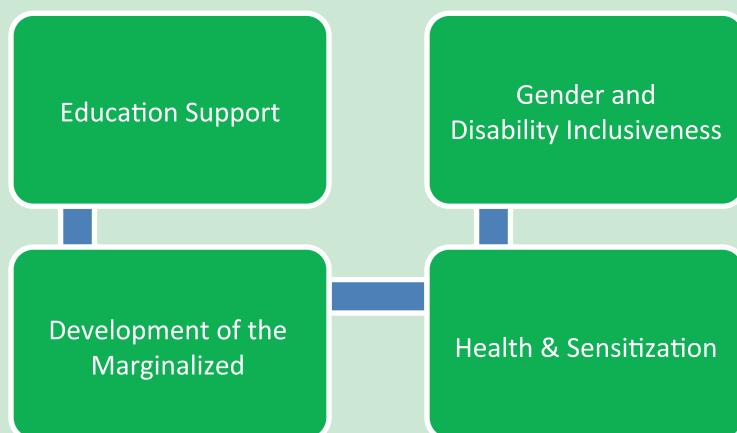 Education Support
Gender and
Disability Inclusiveness
Development of the
Marginalized
Health & Sensitization